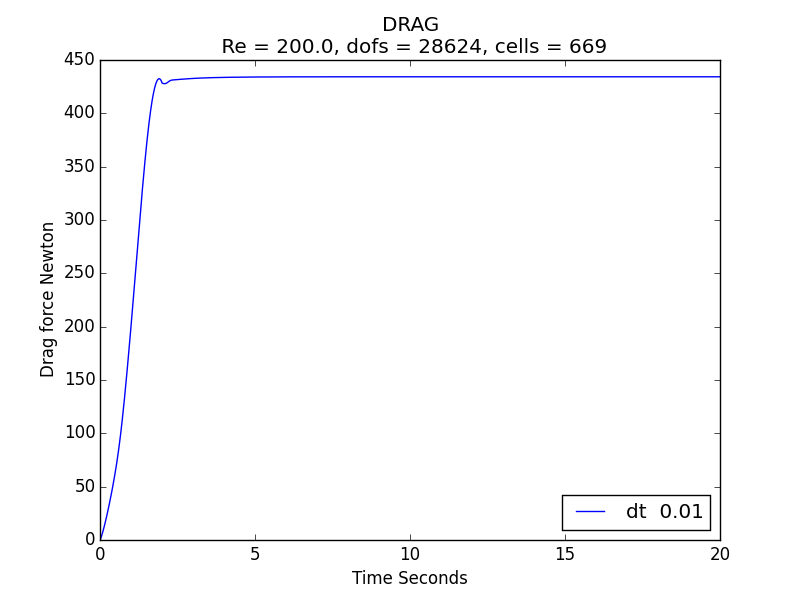 DRAG
Re = 200.0, dofs = 28624, cells = 669
450
400
350
300
250
200
150
100
50
0
Drag force Newton
dt 0.01
0 5 10 15 20
Time Seconds